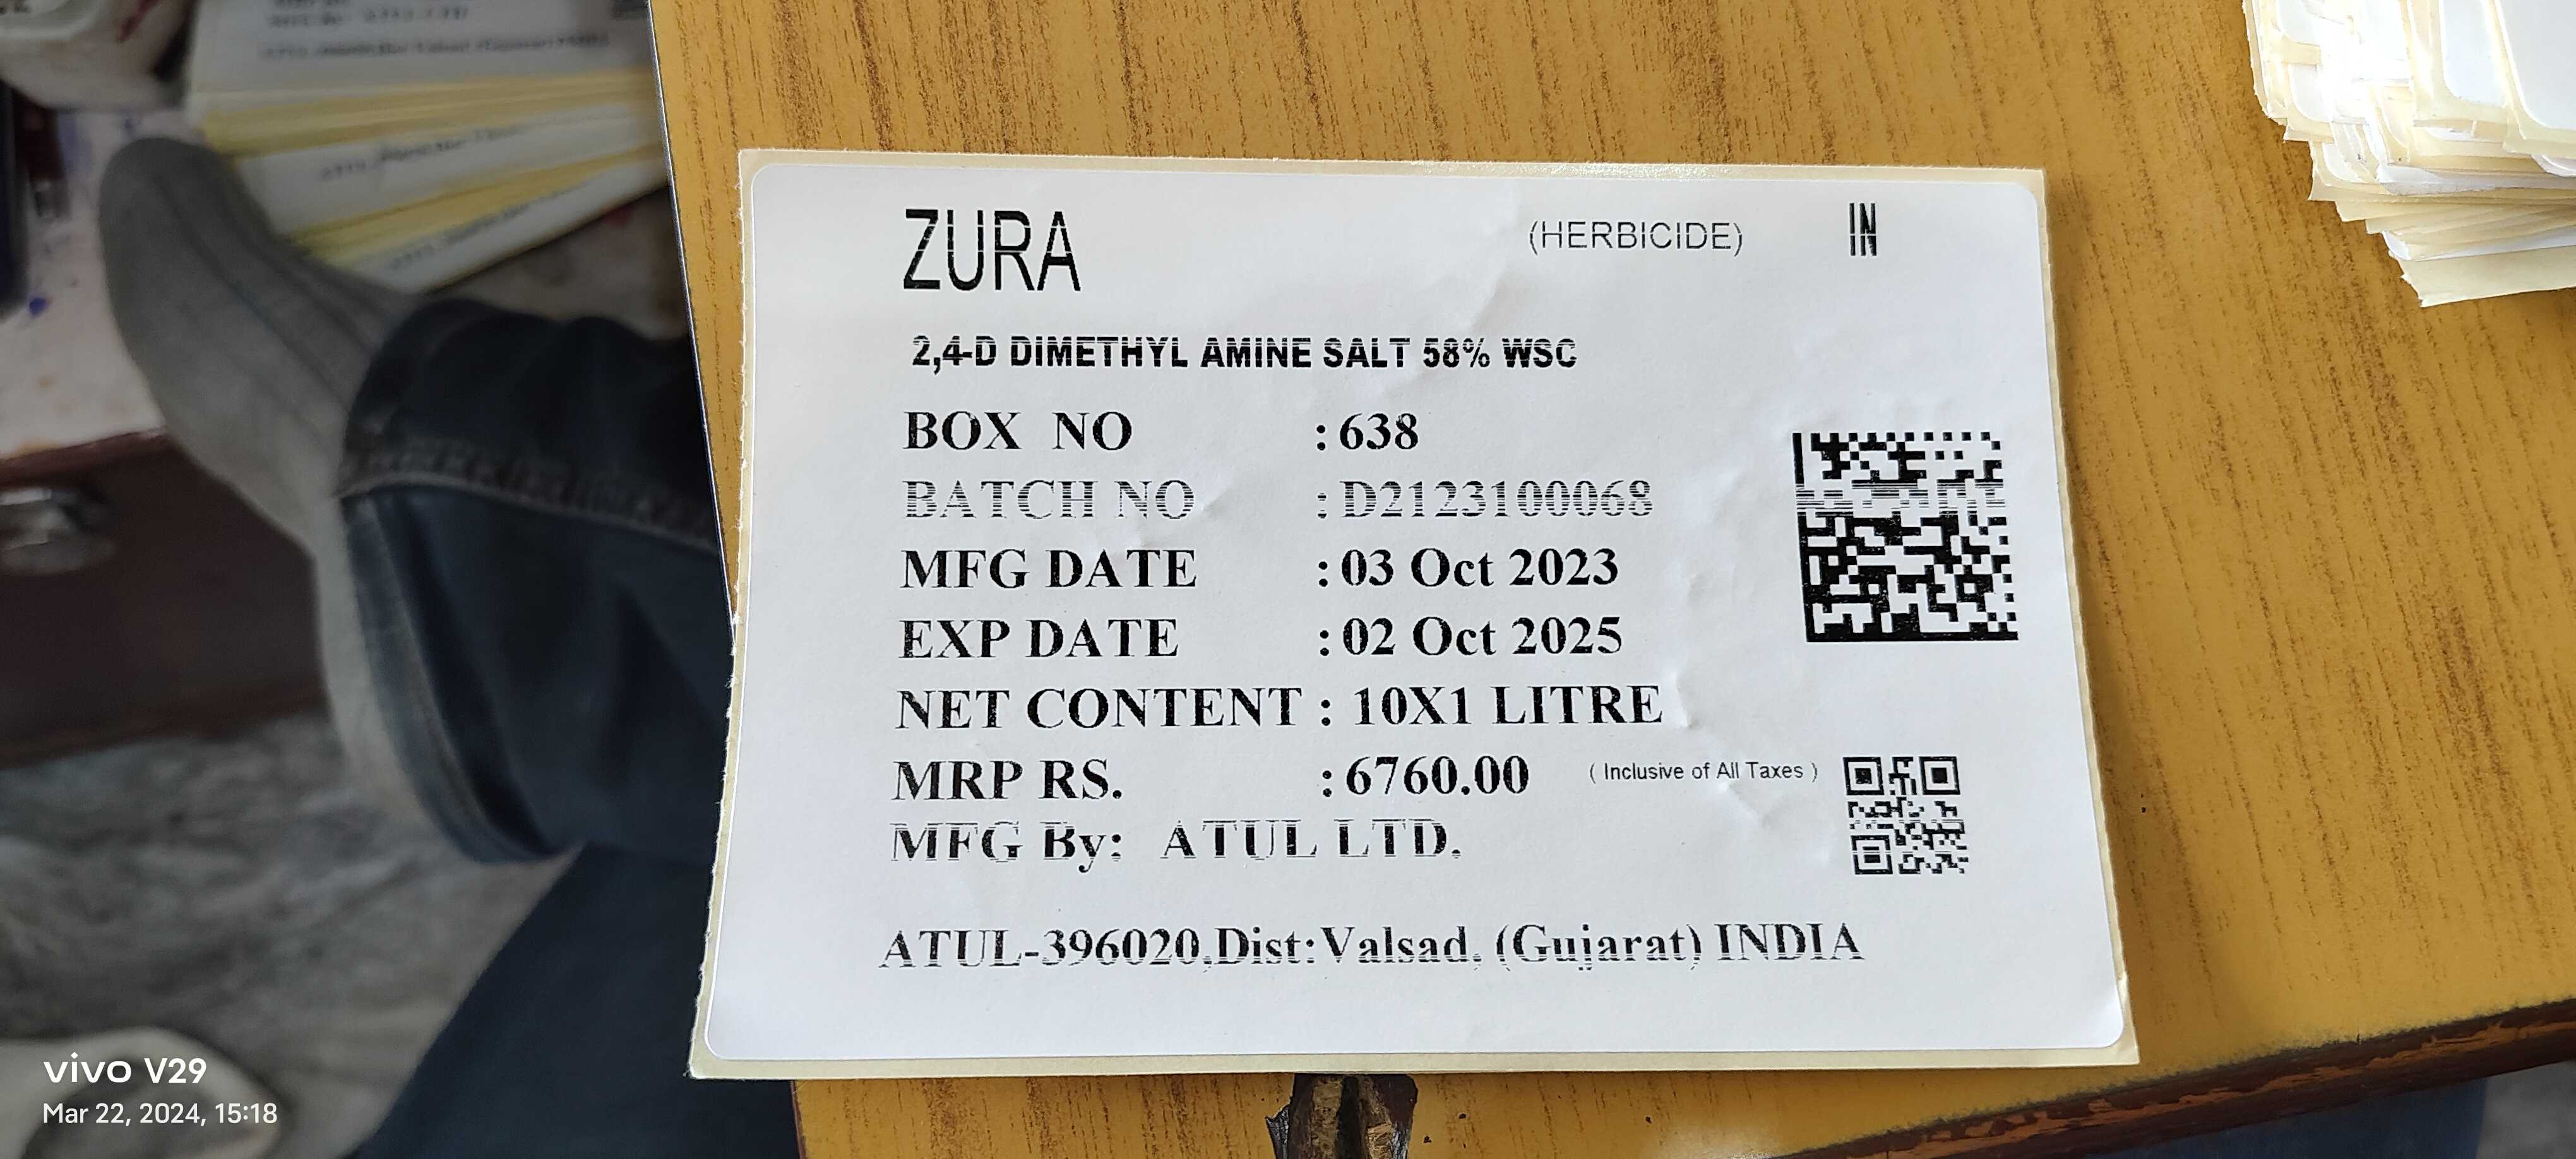 ZURA (HERBICIDE) IN
2,4-D DIMETHYL AMINE SALT 58% WSC
BOX NO : 638
BATCH NO : D2123100068
MFG DATE : 03 Oct 2023
EXP DATE : 02 Oct 2025
NET CONTENT : 10X1 LITRE
MRP RS. : 6760.00 ( Inclusive of All Taxes )
MFG By: ATUL LTD.
ATUL-396020,Dist:Valsad, (Gujarat) INDIA
vivo V29
Mar 22, 2024, 15:18